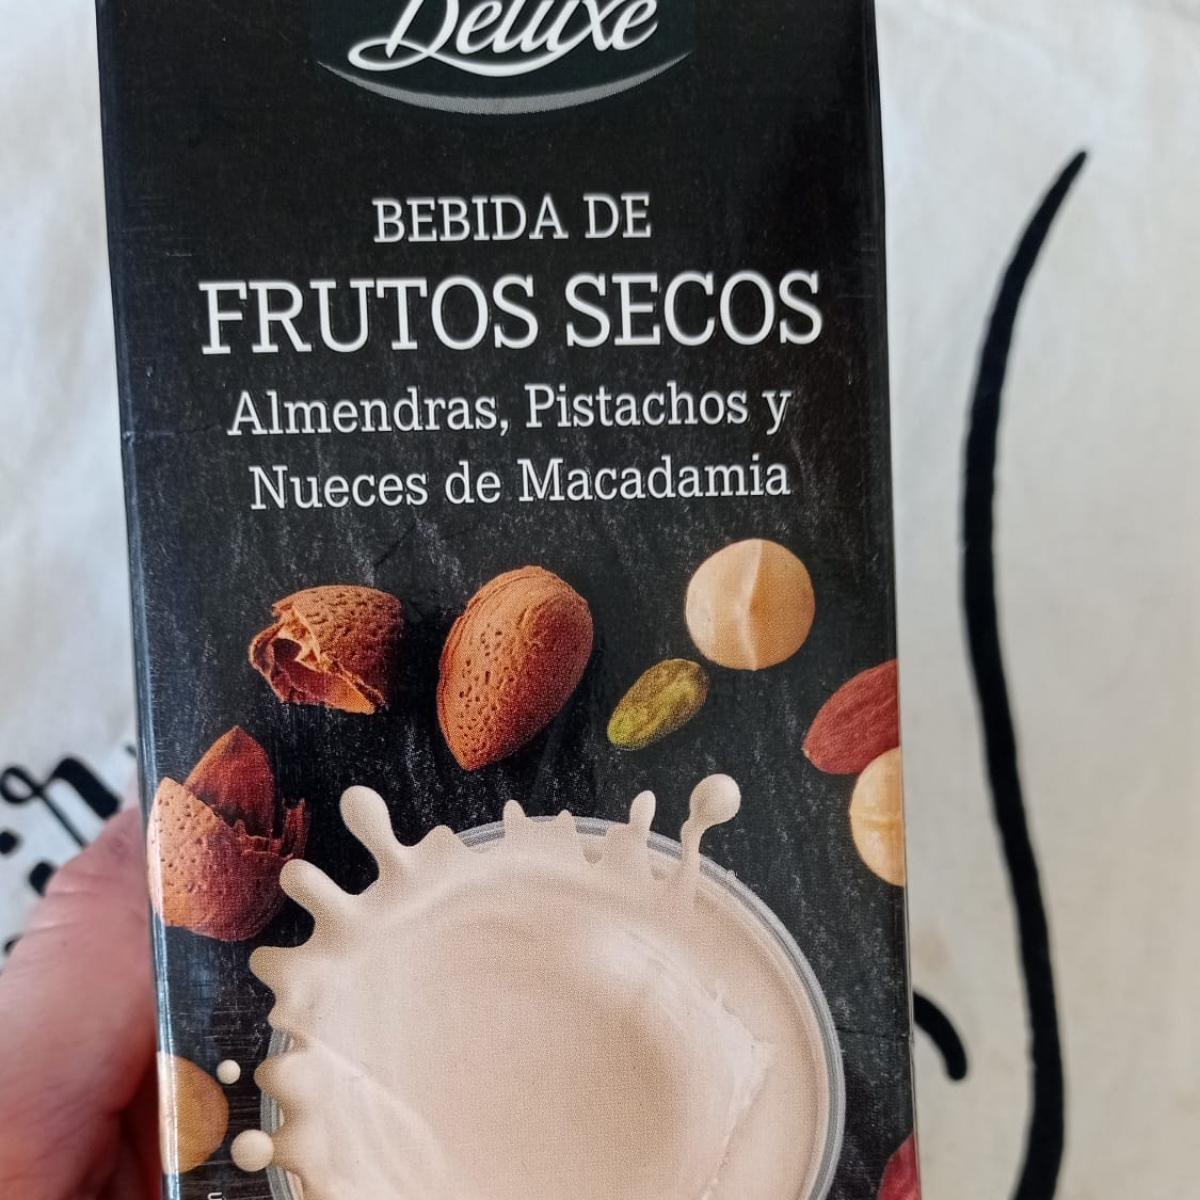 Deluxe
BEBIDA DE
FRUTOS SECOS
Almendras, Pistachos y
Nueces de Macadamia